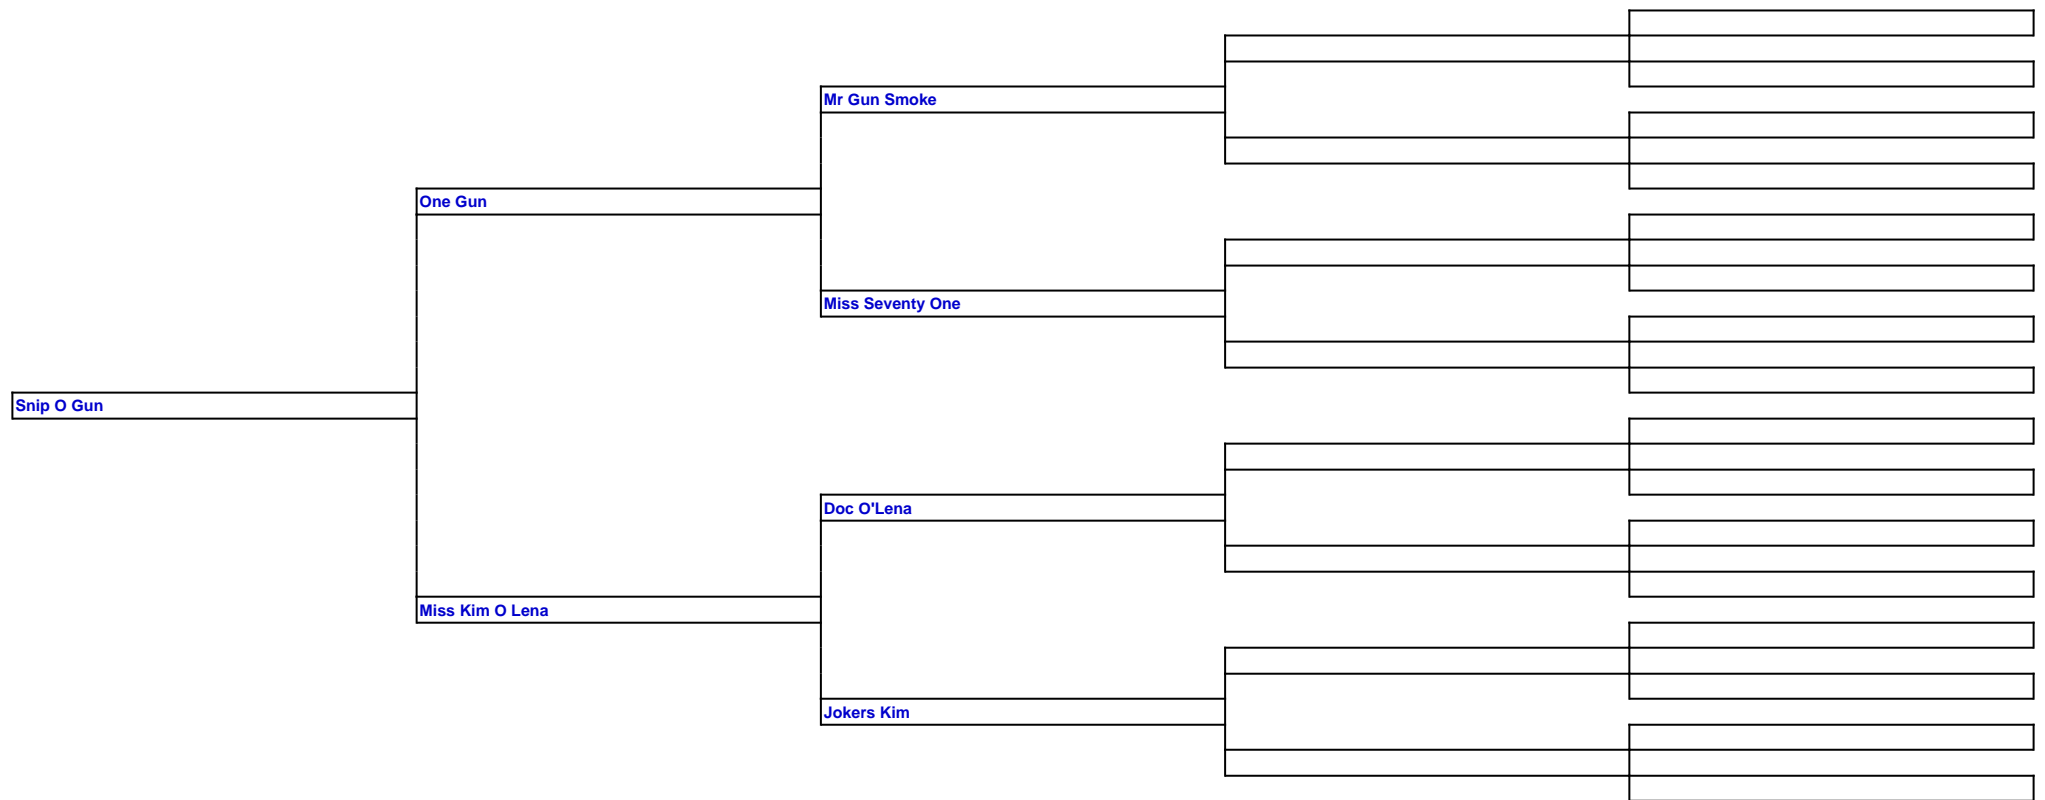 Mr Gun Smoke
One Gun
Miss Seventy One
Snip O Gun
Doc O'Lena
Miss Kim O Lena
Jokers Kim